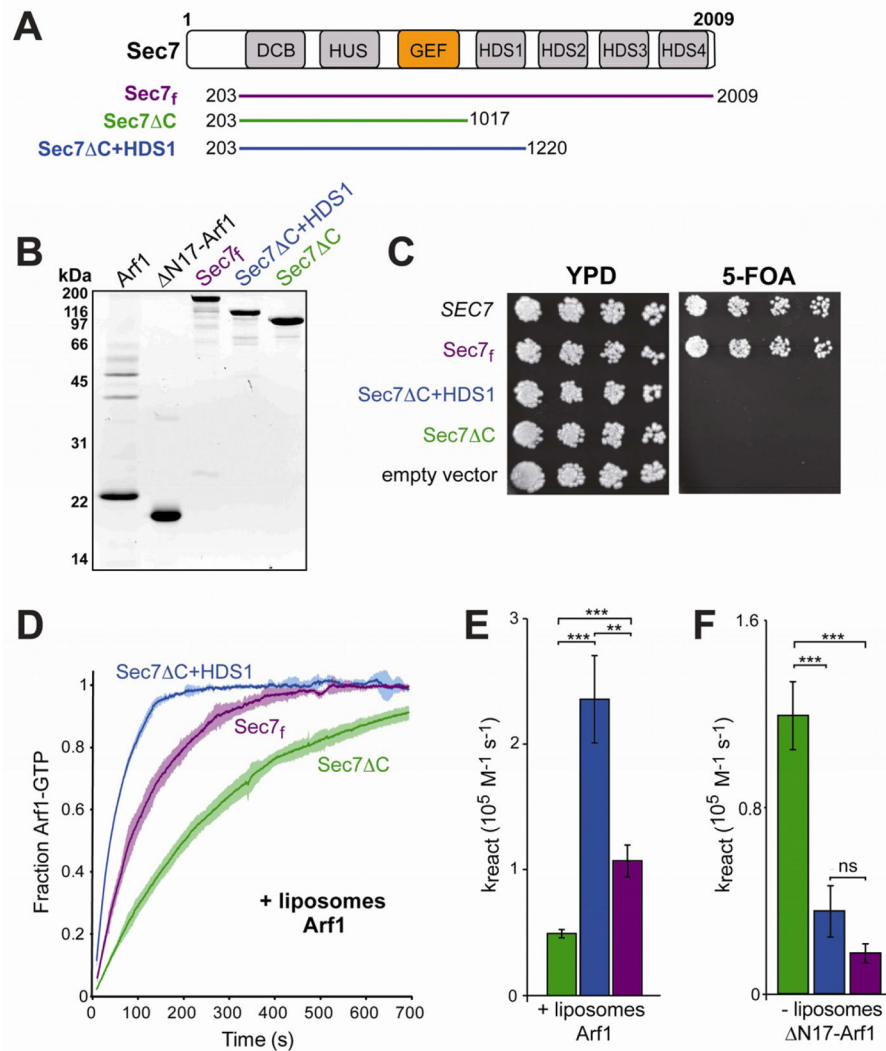 A
1 2009
Sec7 DCB HUS GEF HDS1 HDS2 HDS3 HDS4
Sec7f 203 2009
Sec7ΔC 203 1017
Sec7ΔC+HDS1 203 1220
B
kDa Arf1 ΔN17-Arf1 Sec7f Sec7ΔC+HDS1 Sec7ΔC
200
116
97
66
45
31
22
14
C
YPD 5-FOA
SEC7
Sec7f
Sec7ΔC+HDS1
Sec7ΔC
empty vector
D
Fraction Arf1-GTP
1
0.8
0.6
0.4
0.2
0
Sec7ΔC+HDS1
Sec7f
Sec7ΔC
+ liposomes
Arf1
0 100 200 300 400 500 600 700
Time (s)
E
kreact (10⁵ M⁻¹ s⁻¹)
3
2
1
0
***
*** **
+ liposomes
Arf1
F
kreact (10⁵ M⁻¹ s⁻¹)
1.6
0.8
0
***
***
ns
- liposomes
ΔN17-Arf1